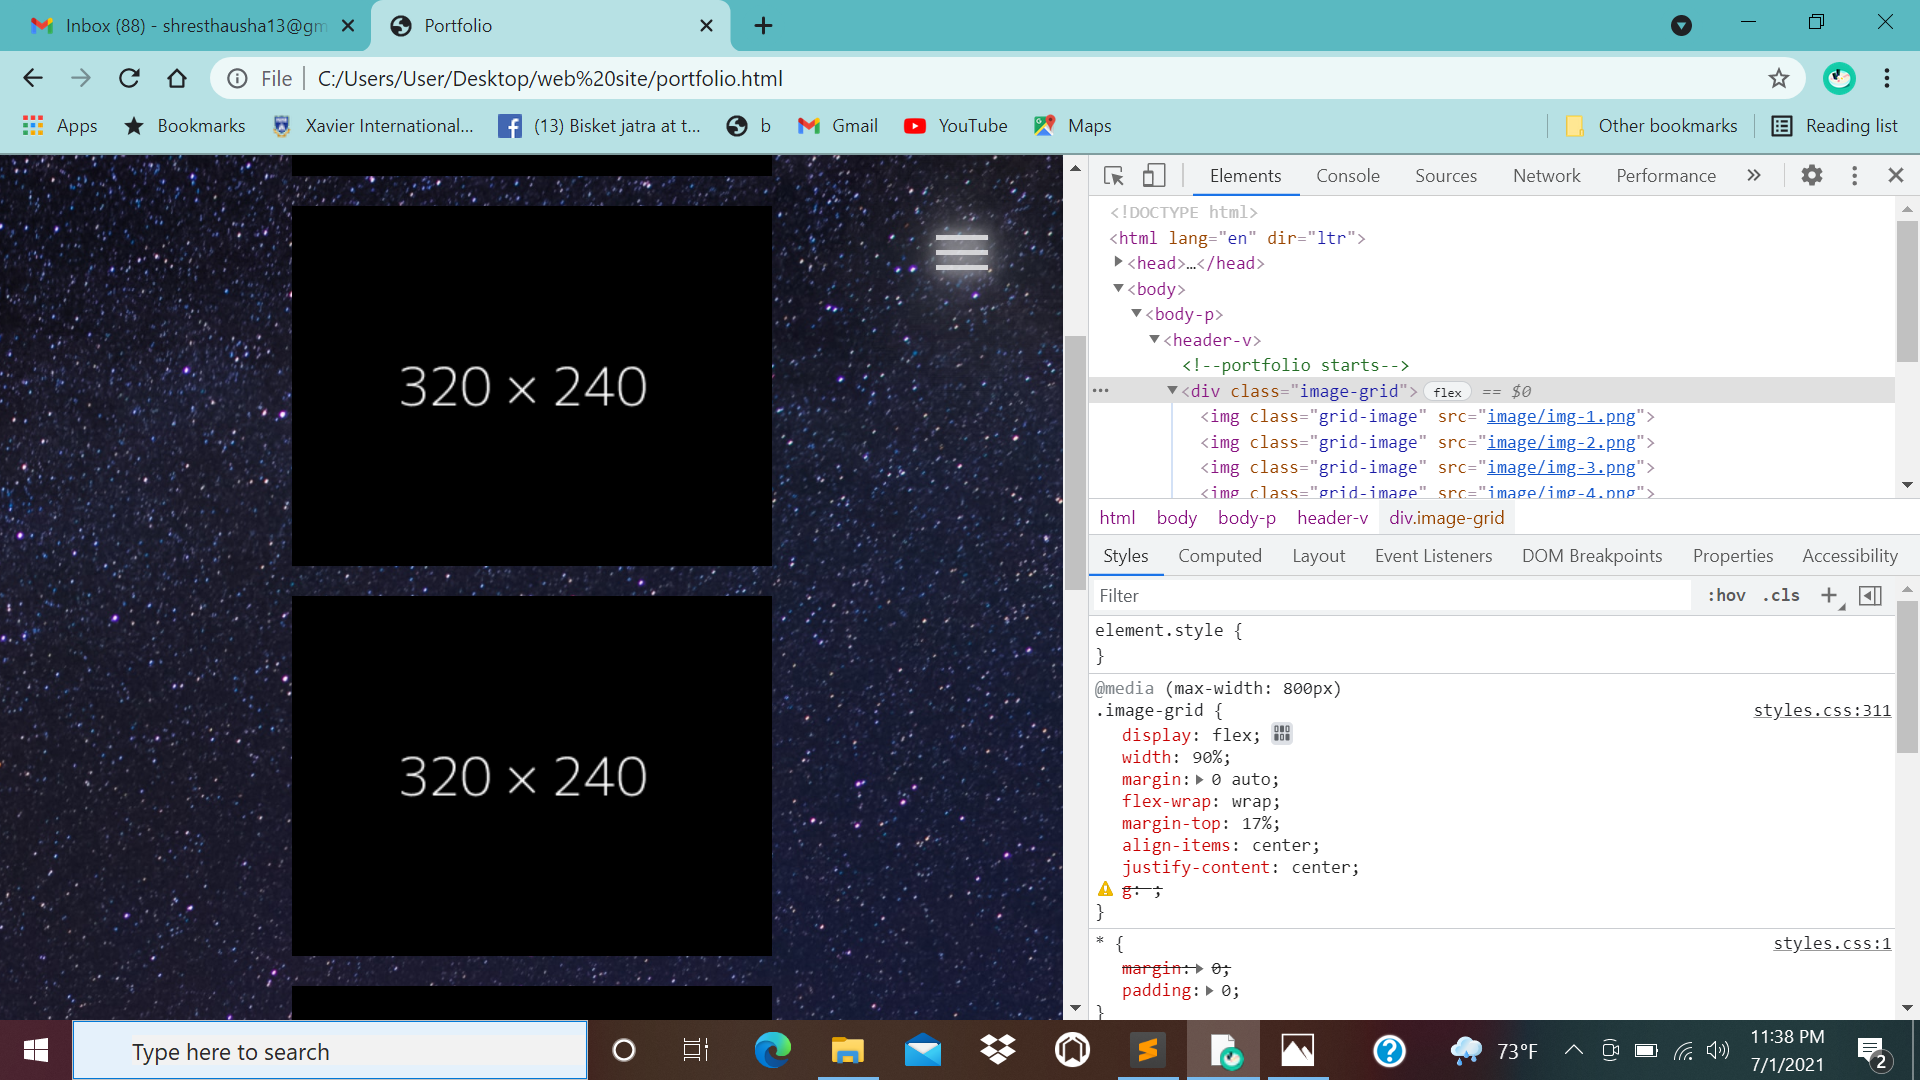 Inbox (88) - shresthausha13@gm
Portfolio
File | C:/Users/User/Desktop/web%20site/portfolio.html
Apps Bookmarks Xavier International... (13) Bisket jatra at t... b Gmail YouTube Maps Other bookmarks Reading list
320 × 240
320 × 240
Elements Console Sources Network Performance »
<!DOCTYPE html>
<html lang="en" dir="ltr">
<head>…</head>
<body>
<body-p>
<header-v>
<!--portfolio starts-->
<div class="image-grid"> flex == $0
<img class="grid-image" src="image/img-1.png">
<img class="grid-image" src="image/img-2.png">
<img class="grid-image" src="image/img-3.png">
<img class="grid-image" src="image/img-4.png">
html body body-p header-v div.image-grid
Styles Computed Layout Event Listeners DOM Breakpoints Properties Accessibility
Filter :hov .cls +
element.style {
}
@media (max-width: 800px)
.image-grid { styles.css:311
display: flex;
width: 90%;
margin: 0 auto;
flex-wrap: wrap;
margin-top: 17%;
align-items: center;
justify-content: center;
g: ;
}
* { styles.css:1
margin: 0;
padding: 0;
}
Type here to search
73°F
11:38 PM
7/1/2021
2